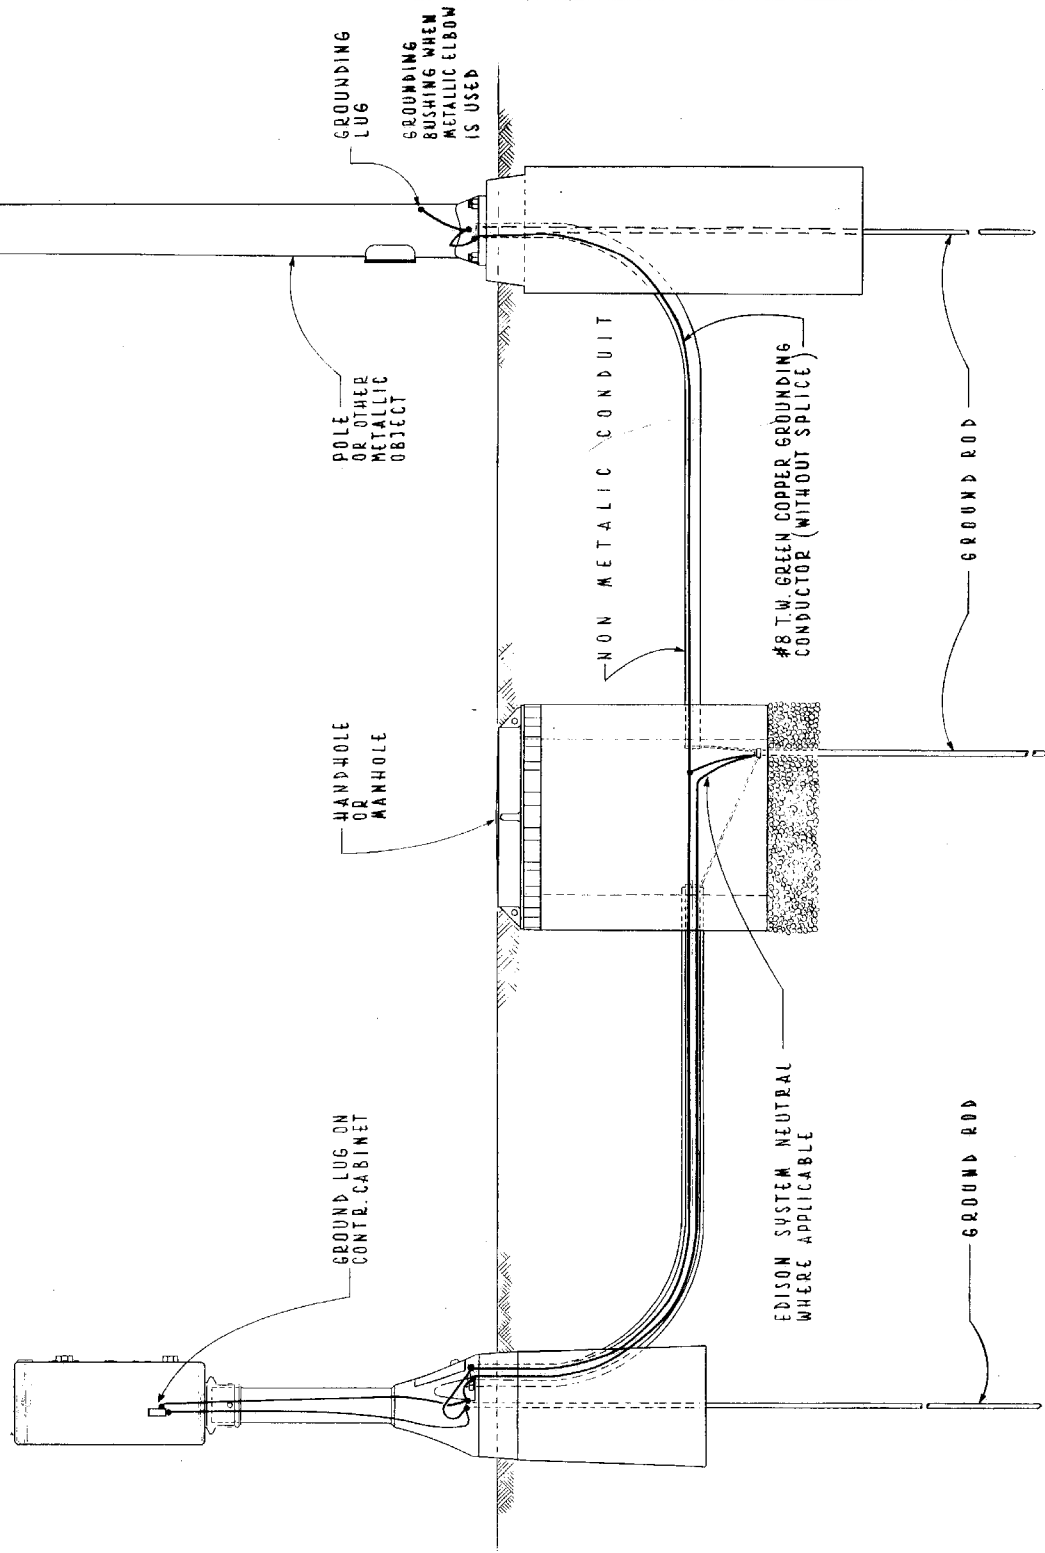 GROUND LUG ON
CONTR. CABINET
HANDHOLE
OR
MANHOLE
POLE
OR OTHER
METALLIC
OBJECT
GROUNDING
LUG
GROUNDING
BUSHING WHEN
METALLIC ELBOW
IS USED
NON METALIC CONDUIT
EDISON SYSTEM NEUTRAL
WHERE APPLICABLE
#8 T.W. GREEN COPPER GROUNDING
CONDUCTOR (WITHOUT SPLICE)
GROUND ROD
GROUND ROD